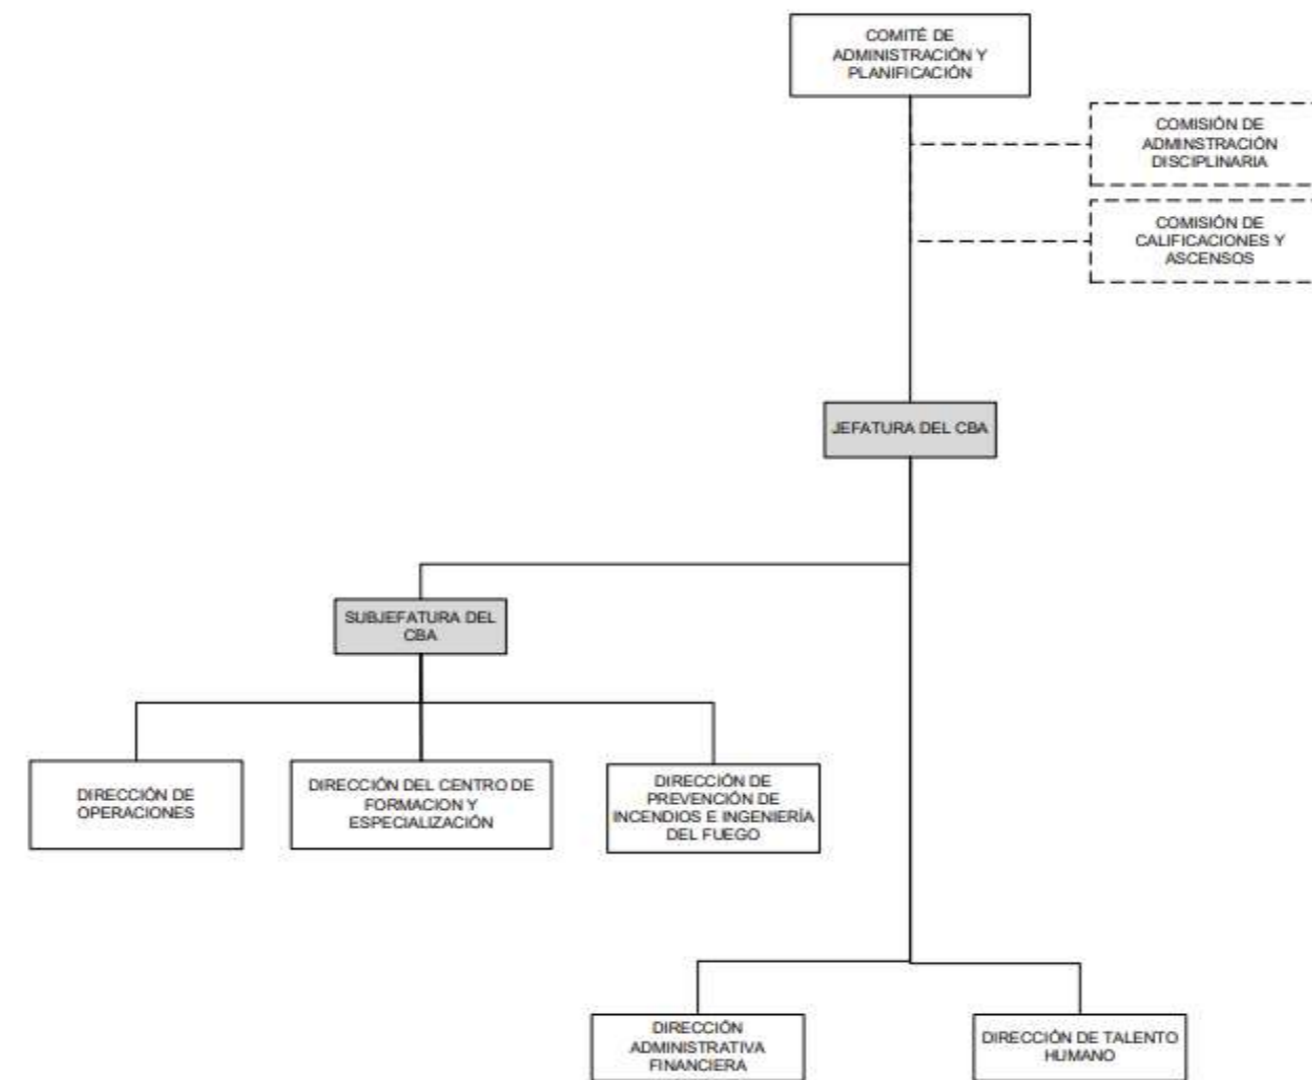 COMITÉ DE
ADMINISTRACIÓN Y
PLANIFICACIÓN
COMISIÓN DE
ADMINSTRACIÓN
DISCIPLINARIA
COMISIÓN DE
CALIFICACIONES Y
ASCENSOS
JEFATURA DEL CBA
SUBJEFATURA DEL
CBA
DIRECCIÓN DE
OPERACIONES
DIRECCIÓN DEL CENTRO DE
FORMACION Y
ESPECIALIZACIÓN
DIRECCIÓN DE
PREVENCIÓN DE
INCENDIOS E INGENIERÍA
DEL FUEGO
DIRECCIÓN
ADMINISTRATIVA
FINANCIERA
DIRECCIÓN DE TALENTO
HUMANO